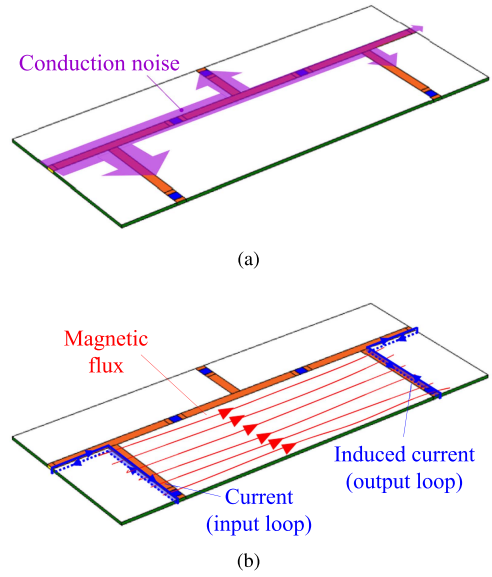 Conduction noise
(a)
Magnetic
flux
Induced current
(output loop)
Current
(input loop)
(b)